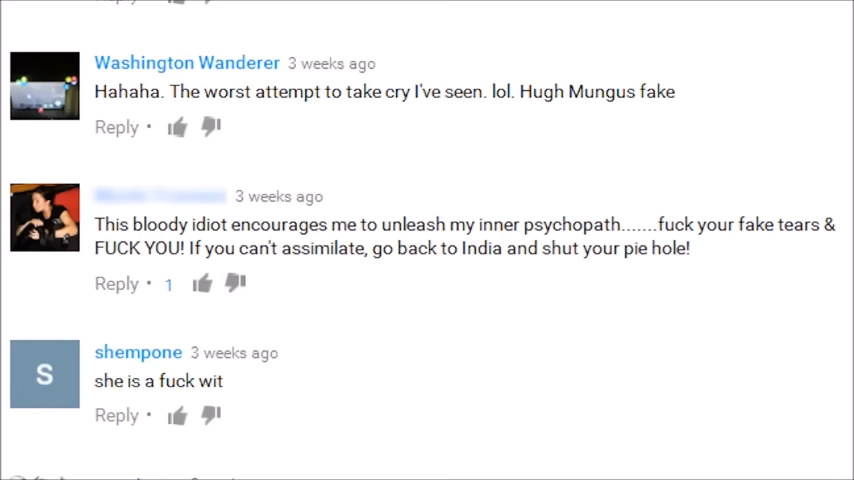 Reply
Washington Wanderer 3 weeks ago
Hahaha. The worst attempt to take cry I've seen. lol. Hugh Mungus fake
Reply •
3 weeks ago
This bloody idiot encourages me to unleash my inner psychopath.......fuck your fake tears &
FUCK YOU! If you can't assimilate, go back to India and shut your pie hole!
Reply • 1
S
shempone 3 weeks ago
she is a fuck wit
Reply •